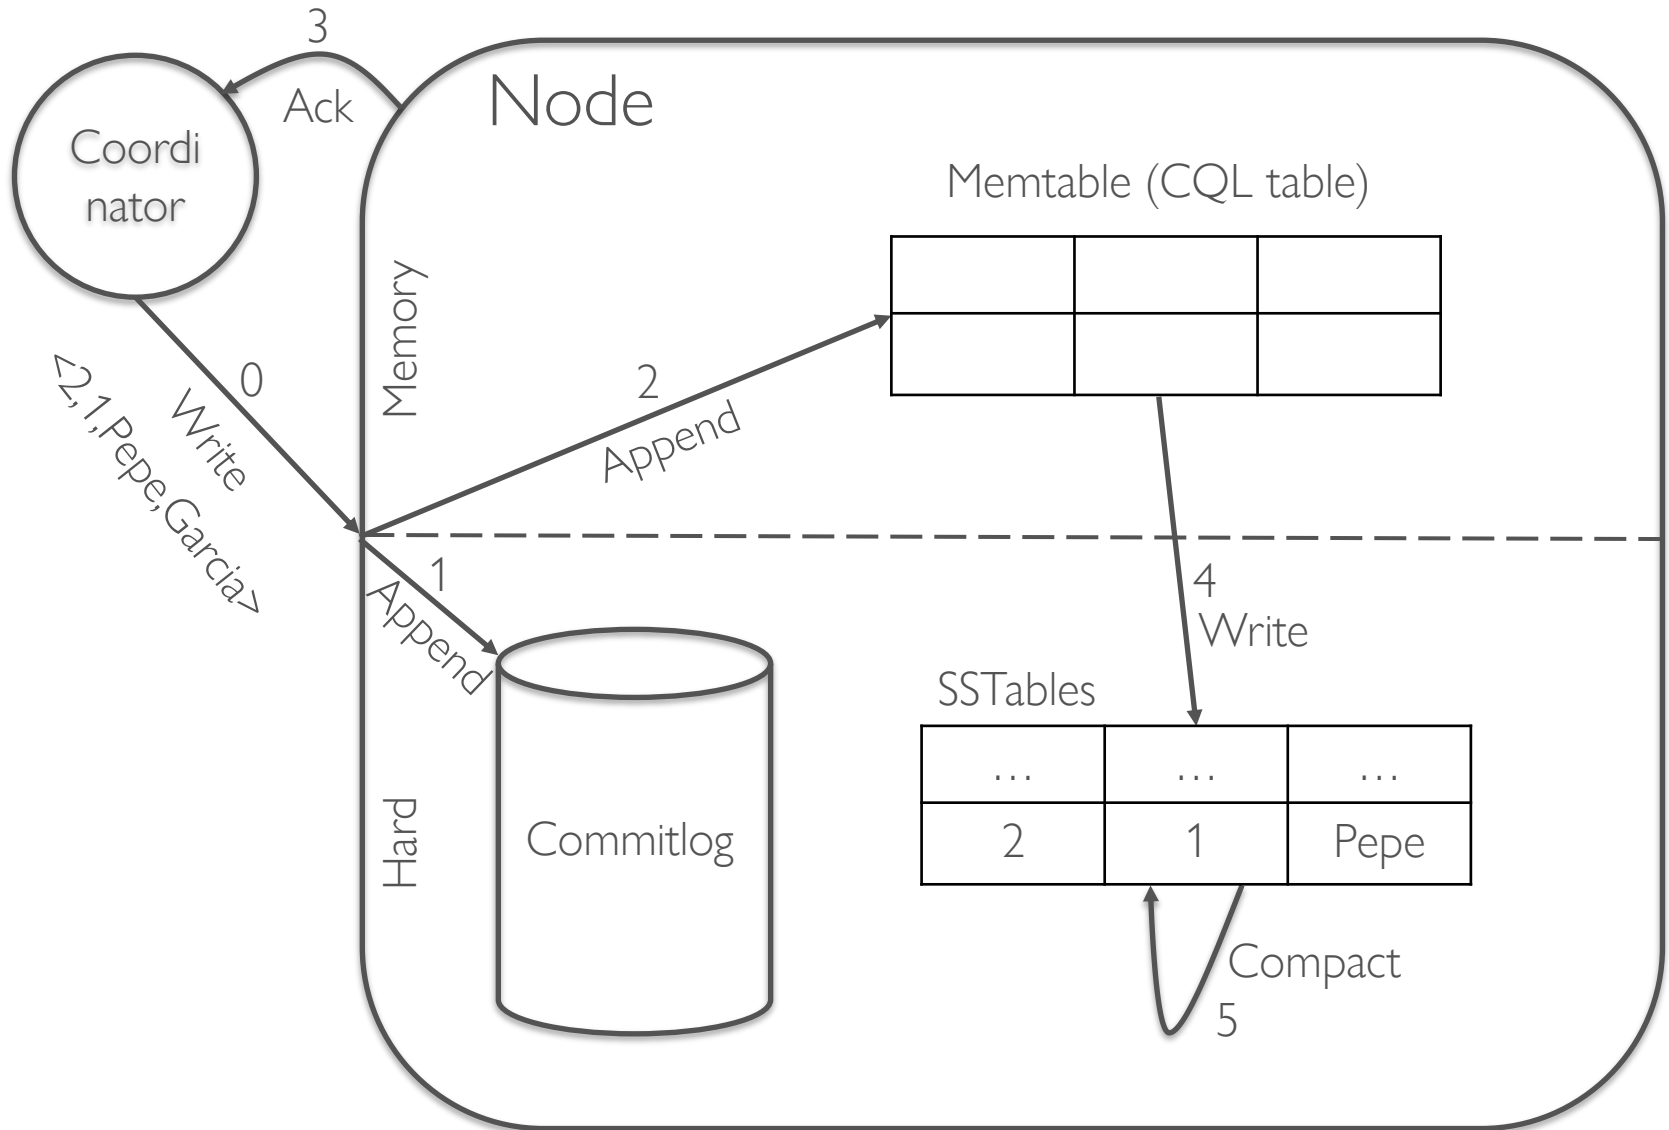 3
Ack
Node
Coordi
nator
Memtable (CQL table)
Memory
0
Write
<2,1,Pepe,Garcia>
2
Append
1
Append
4
Write
SSTables
... ... ...
2 1 Pepe
Hard
Commitlog
Compact
5